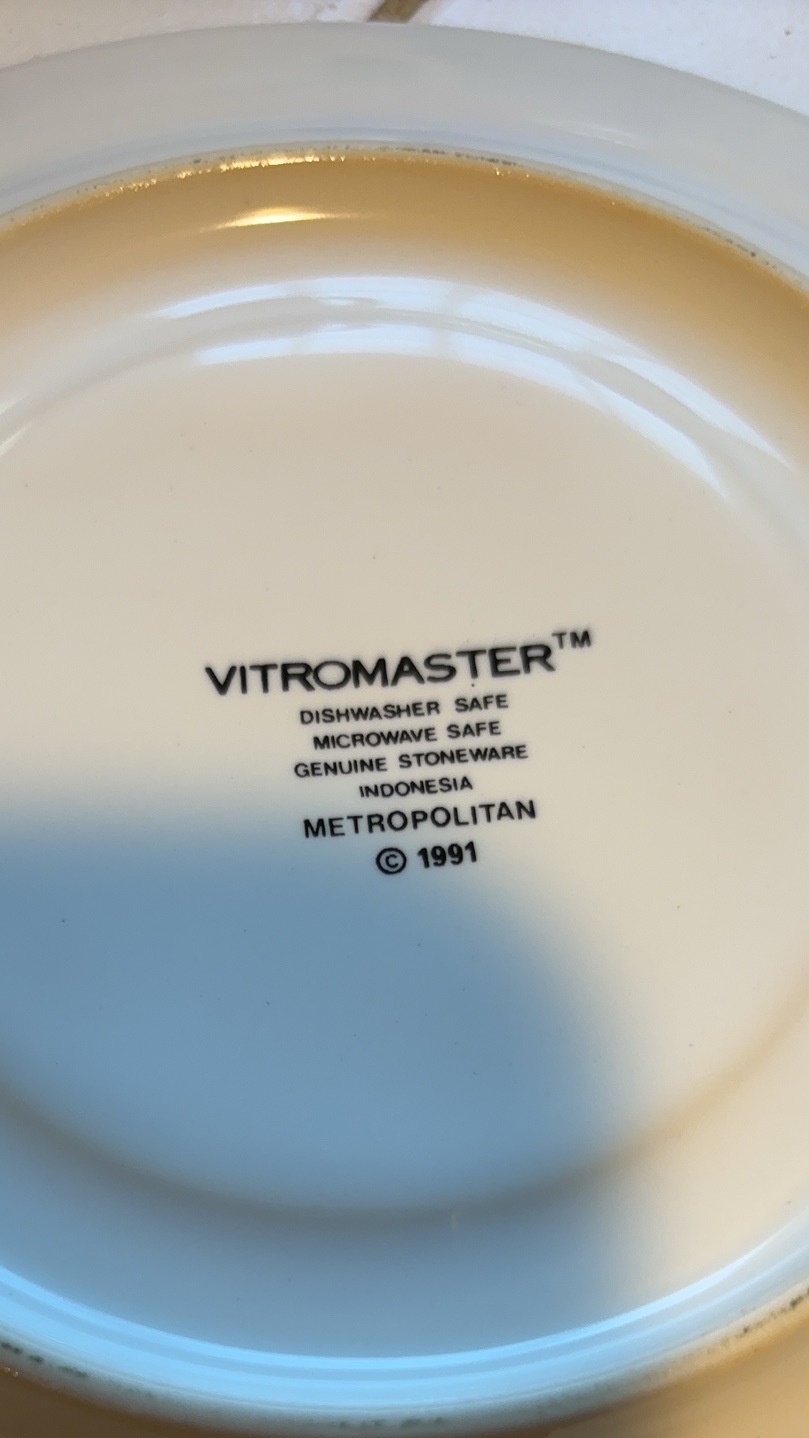 VITROMASTER™
DISHWASHER SAFE
MICROWAVE SAFE
GENUINE STONEWARE
INDONESIA
METROPOLITAN
© 1991